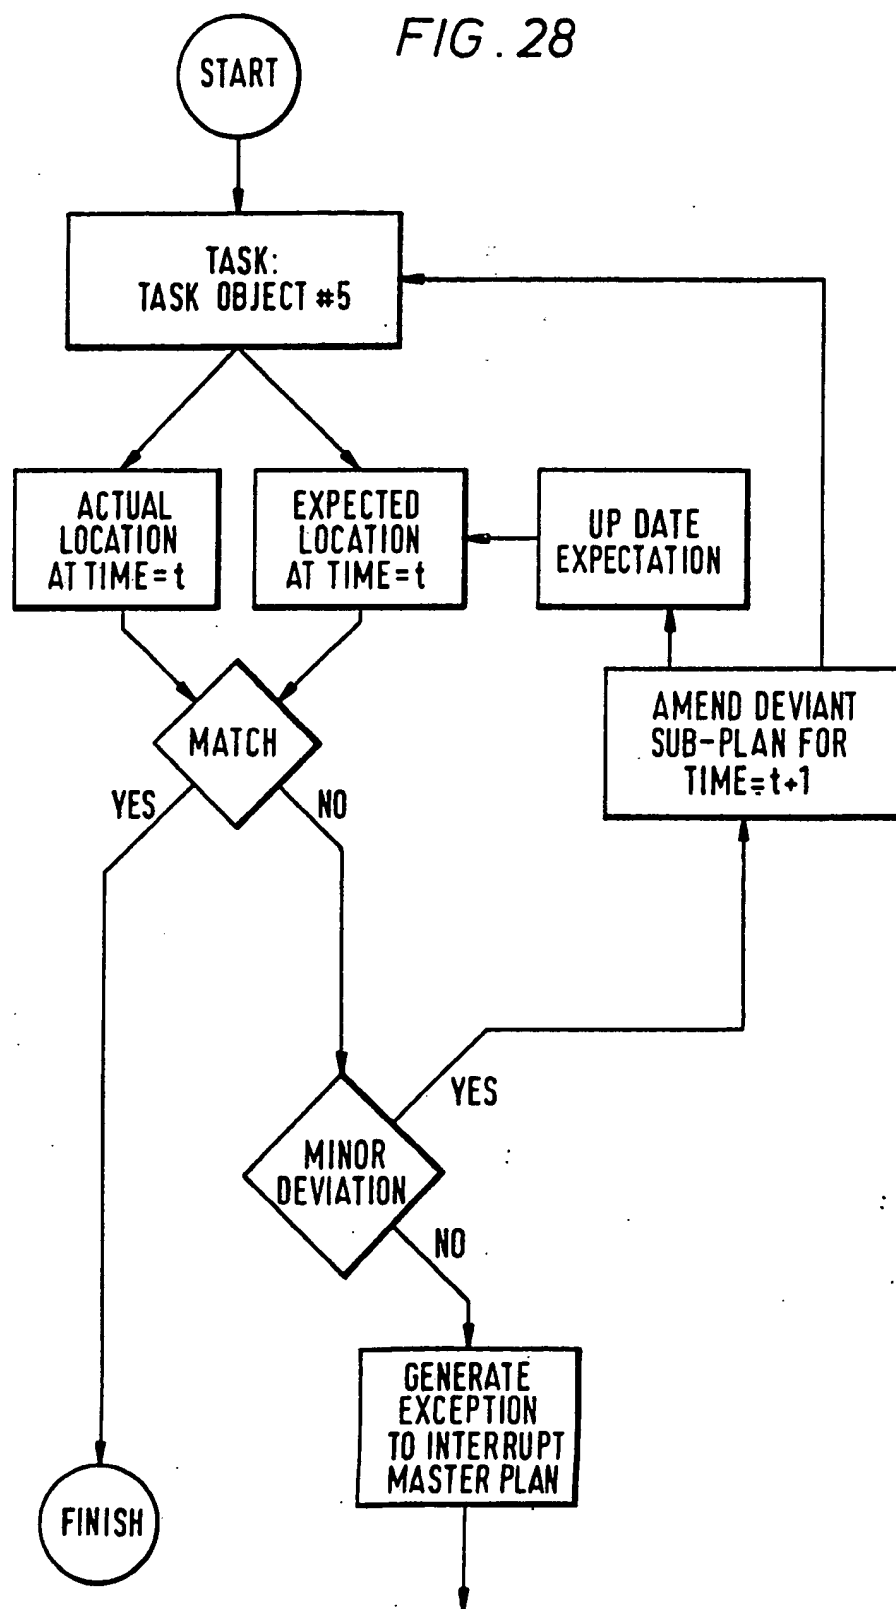 FIG. 28
START
TASK:
TASK OBJECT #5
ACTUAL
LOCATION
AT TIME=t
EXPECTED
LOCATION
AT TIME=t
UP DATE
EXPECTATION
AMEND DEVIANT
SUB-PLAN FOR
TIME=t+1
MATCH
YES
NO
YES
MINOR
DEVIATION
NO
GENERATE
EXCEPTION
TO INTERRUPT
MASTER PLAN
FINISH